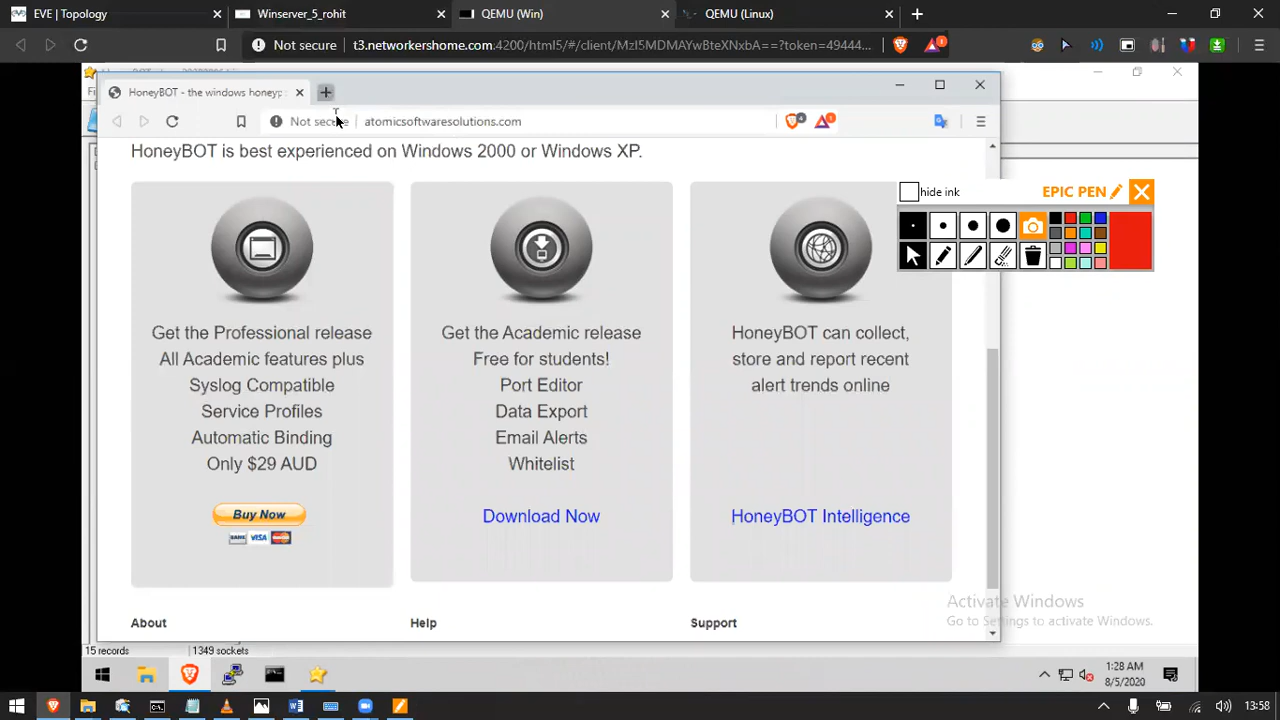 EVE | Topology
Winserver_5_rohit
QEMU (Win)
QEMU (Linux)
Not secure
t3.networkershome.com:4200/html5/#/client/MzI5MDMAYwBteXNxbA==?token=49444...
HoneyBOT - the windows honeyp
Not secure
atomicsoftwaresolutions.com
HoneyBOT is best experienced on Windows 2000 or Windows XP.
hide ink
EPIC PEN
Get the Professional release
All Academic features plus
Syslog Compatible
Service Profiles
Automatic Binding
Only $29 AUD
Buy Now
BANK VISA
Get the Academic release
Free for students!
Port Editor
Data Export
Email Alerts
Whitelist
Download Now
HoneyBOT can collect,
store and report recent
alert trends online
HoneyBOT Intelligence
About
Help
Support
Activate Windows
Go to Settings to activate Windows.
15 records
1349 sockets
1:28 AM
8/5/2020
13:58